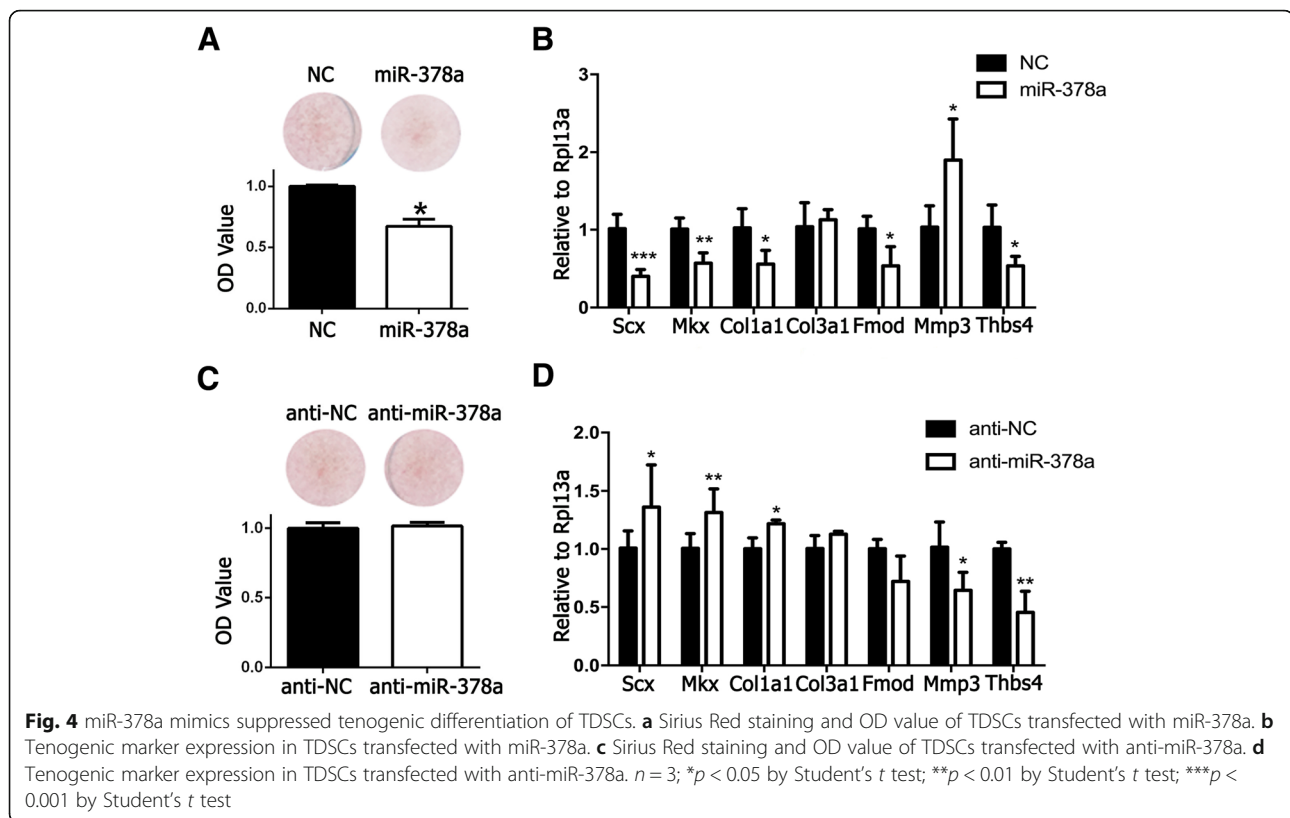 A
NC miR-378a
OD Value
1.0
0.5
0.0
*
NC miR-378a
B
NC
miR-378a
Relative to Rpl13a
3
2
1
0
*** ** * * * *
Scx Mkx Col1a1 Col3a1 Fmod Mmp3 Thbs4
C
anti-NC anti-miR-378a
OD Value
1.0
0.5
0.0
anti-NC anti-miR-378a
D
anti-NC
anti-miR-378a
Relative to Rpl13a
2.0
1.5
1.0
0.5
0.0
* ** * * **
Scx Mkx Col1a1 Col3a1 Fmod Mmp3 Thbs4
Fig. 4 miR-378a mimics suppressed tenogenic differentiation of TDSCs. a Sirius Red staining and OD value of TDSCs transfected with miR-378a. b
Tenogenic marker expression in TDSCs transfected with miR-378a. c Sirius Red staining and OD value of TDSCs transfected with anti-miR-378a. d
Tenogenic marker expression in TDSCs transfected with anti-miR-378a. n = 3; *p < 0.05 by Student's t test; **p < 0.01 by Student's t test; ***p <
0.001 by Student's t test